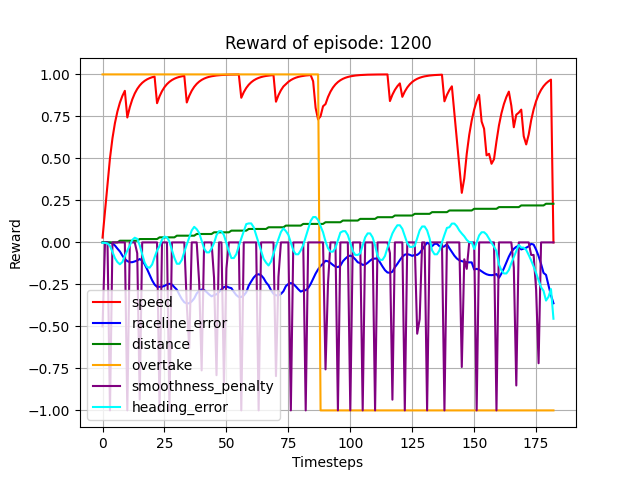 Reward of episode: 1200
1.00
0.75
0.50
0.25
0.00
−0.25
−0.50
−0.75
−1.00
Reward
speed
raceline_error
distance
overtake
smoothness_penalty
heading_error
0 25 50 75 100 125 150 175
Timesteps